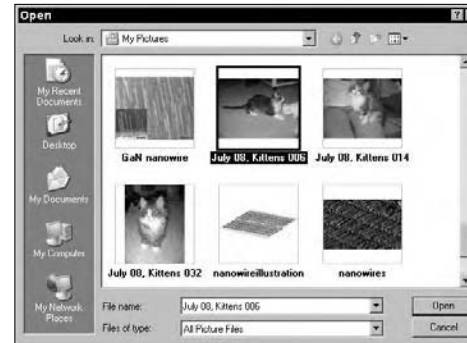 Open
Look in:
My Pictures
My Recent
Documents
Desktop
My Documents
My Computer
My Network
Places
GaN nanowire
July 08, Kittens 006
July 08, Kittens 014
July 08, Kittens 032
nanowireillustration
nanowires
File name:
July 08, Kittens 006
Open
Files of type:
All Picture Files
Cancel